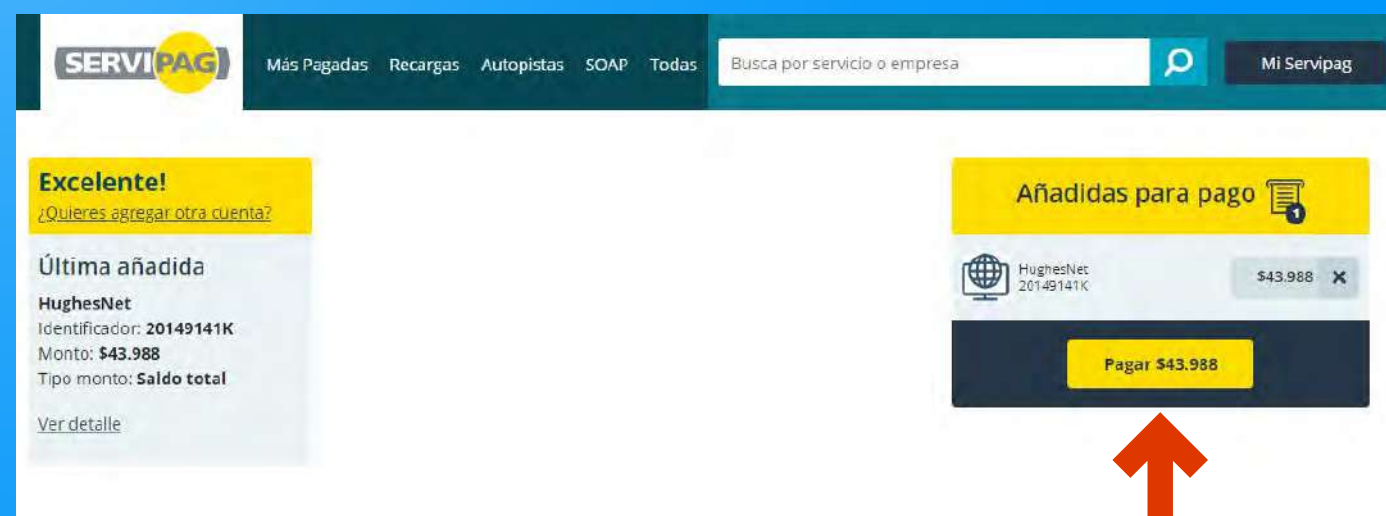 SERVIPAG
Más Pagadas Recargas Autopistas SOAP Todas
Busca por servicio o empresa
Mi Servipag
Excelente!
¿Quieres agregar otra cuenta?
Última añadida
HughesNet
Identificador: 20149141K
Monto: $43.988
Tipo monto: Saldo total
Ver detalle
Añadidas para pago
1
HughesNet
20149141K
$43.988
Pagar $43.988